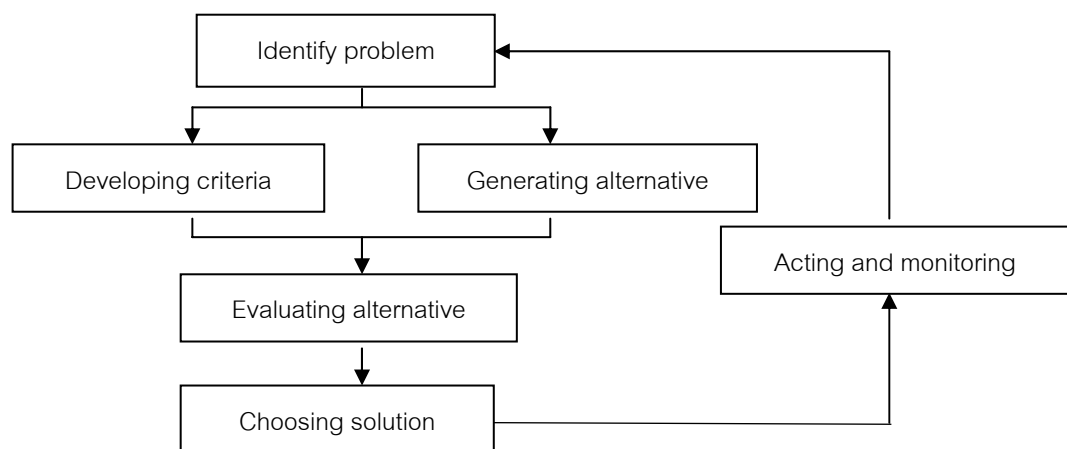 Identify problem
Developing criteria
Generating alternative
Acting and monitoring
Evaluating alternative
Choosing solution